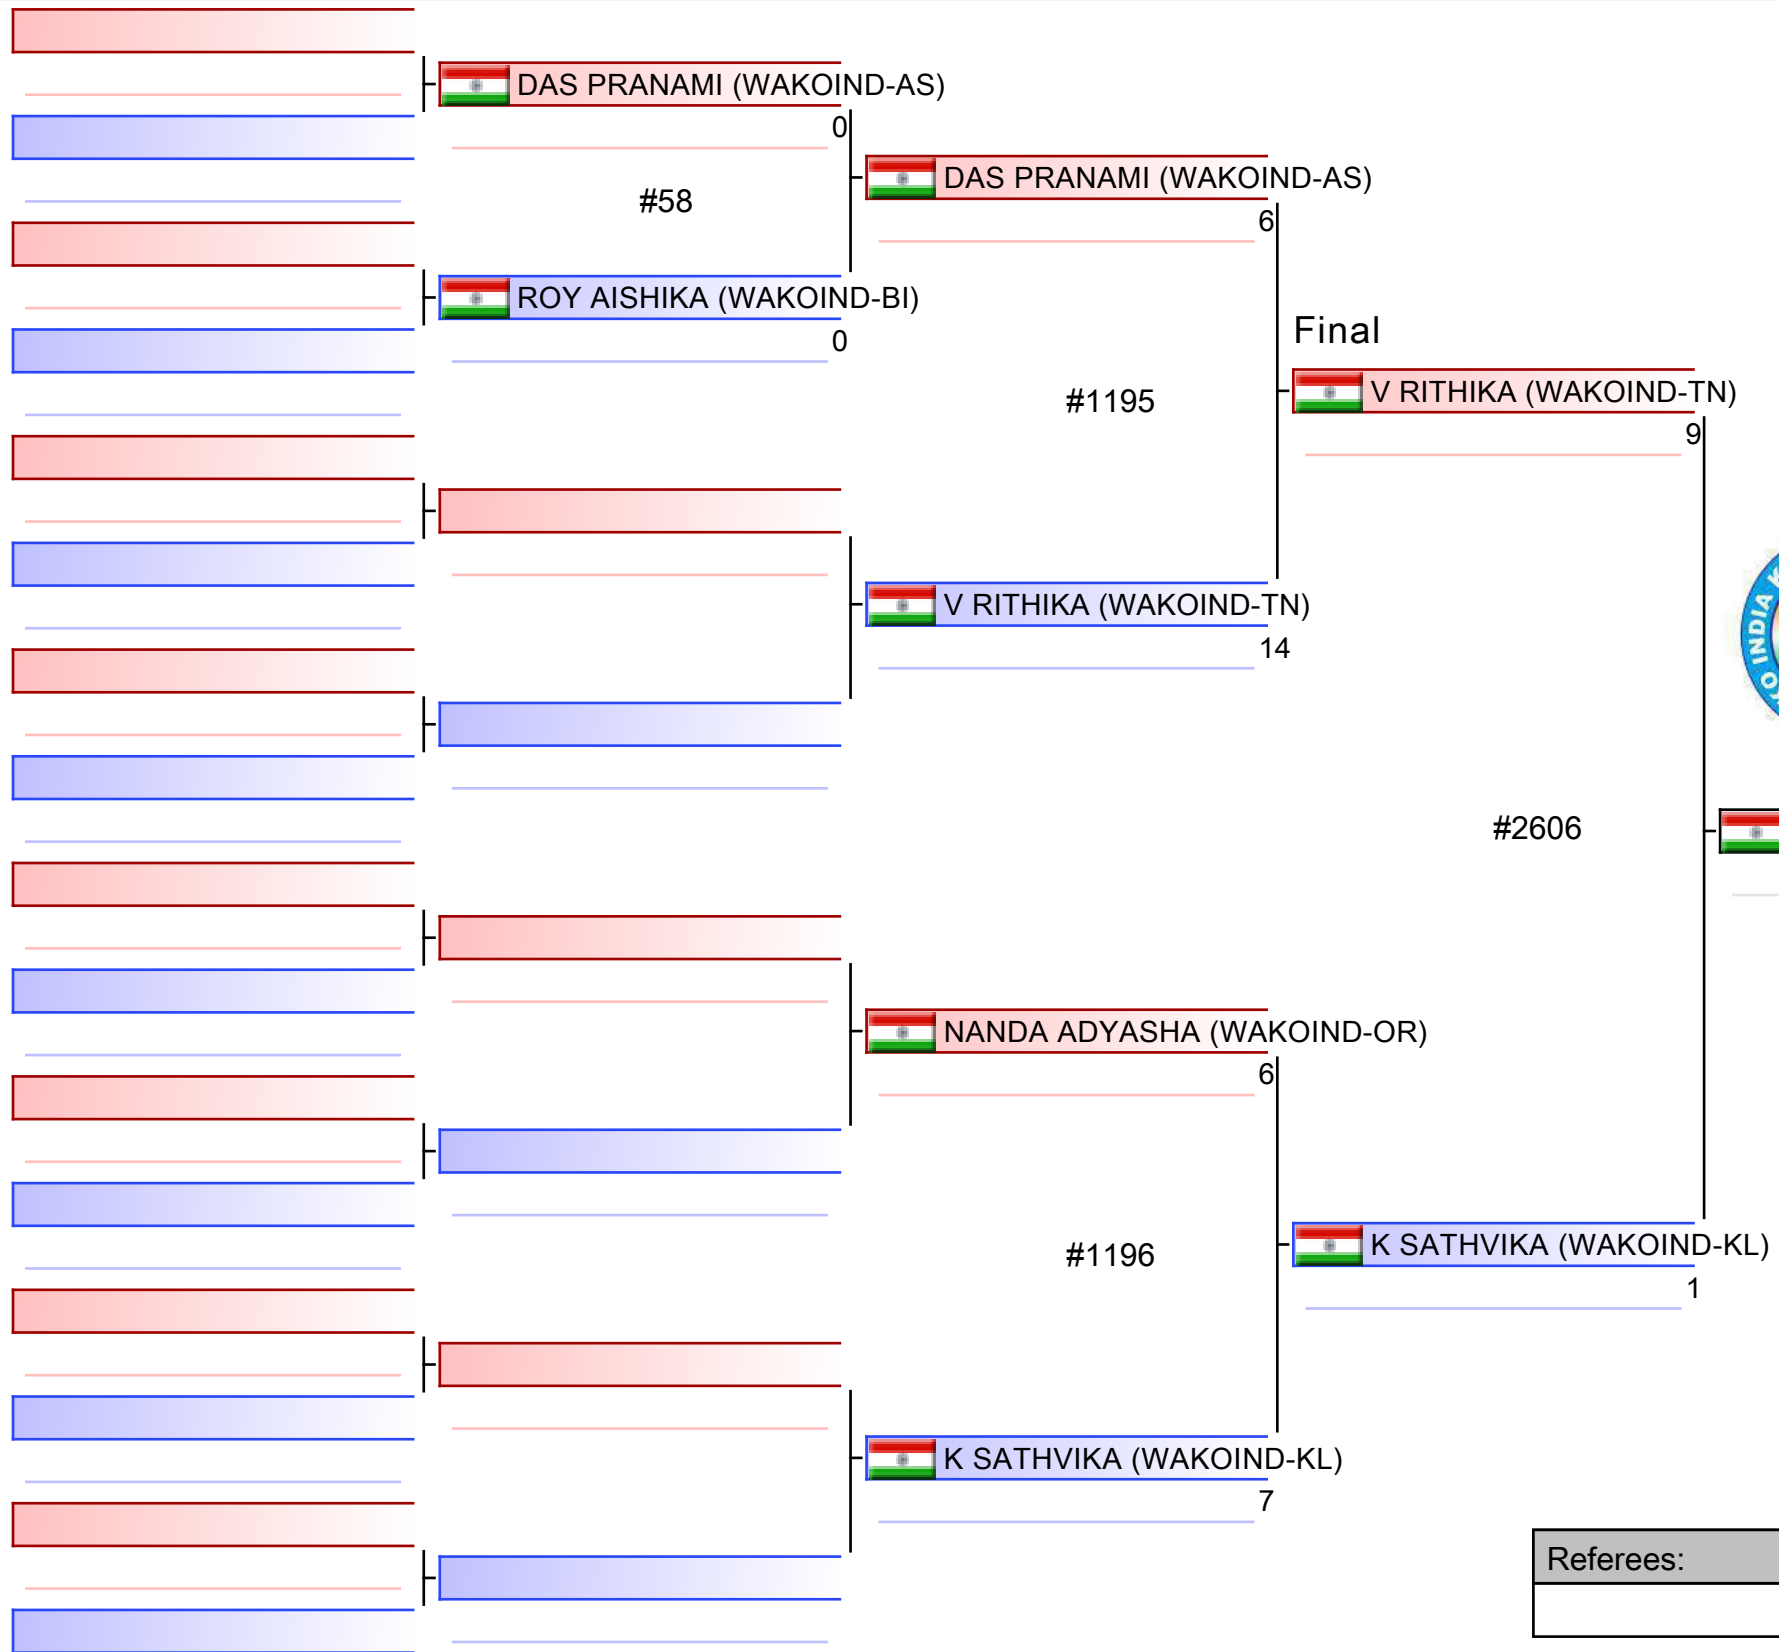 DAS PRANAMI (WAKOIND-AS)
0
#58
ROY AISHIKA (WAKOIND-BI)
0
DAS PRANAMI (WAKOIND-AS)
6
#1195
V RITHIKA (WAKOIND-TN)
14
NANDA ADYASHA (WAKOIND-OR)
6
#1196
K SATHVIKA (WAKOIND-KL)
7
Final
V RITHIKA (WAKOIND-TN)
9
#2606
K SATHVIKA (WAKOIND-KL)
1
O INDIA K
Referees: